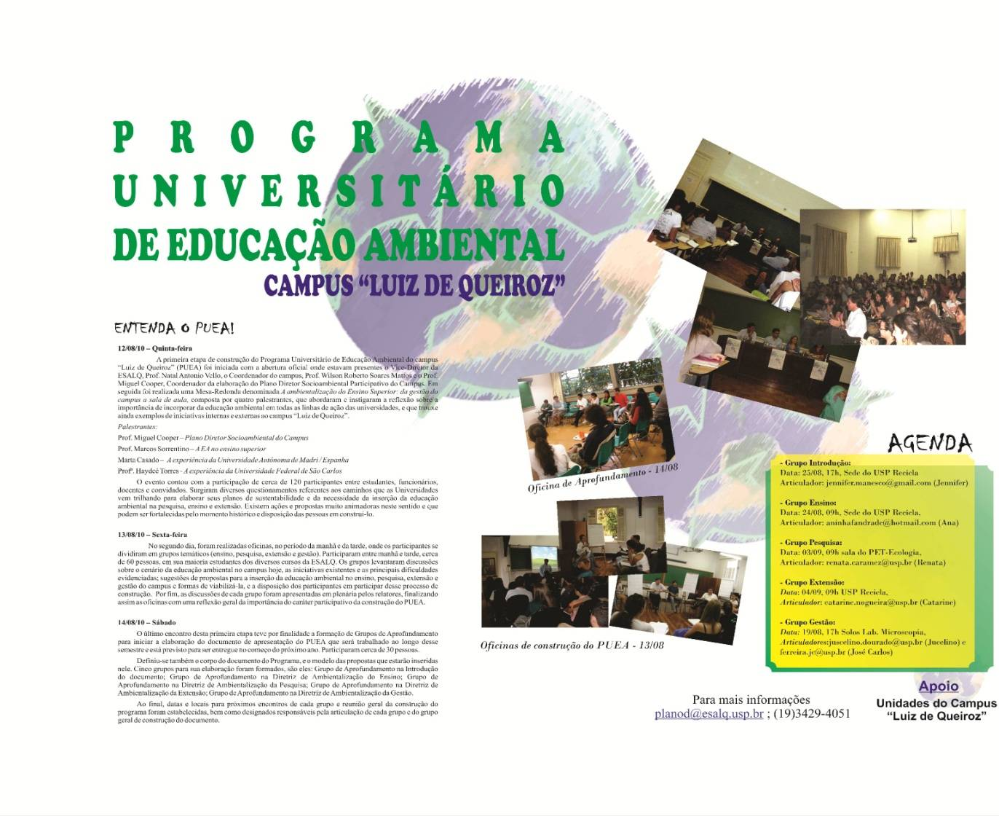 PROGRAMA
UNIVERSITÁRIO
DE EDUCAÇÃO AMBIENTAL
CAMPUS “LUIZ DE QUEIROZ”
ENTENDA O PUEA!
12/08/10 – Quinta-feira
A primeira etapa de construção do Programa Universitário de Educação Ambiental do campus
“Luiz de Queiroz” (PUEA) foi iniciada com a abertura oficial onde estavam presentes o Vice-Diretor da
ESALQ, Prof. Natal Antonio Vello, o Coordenador do campus, Prof. Wilson Roberto Soares Mattos e o Prof.
Miguel Cooper, Coordenador da elaboração do Plano Diretor Socioambiental Participativo do Campus. Em
seguida foi realizada uma Mesa-Redonda denominada A ambientalização do Ensino Superior: da gestão do
campus a sala de aula, composta por quatro palestrantes, que abordaram e instigaram a reflexão sobre a
importância de incorporar da educação ambiental em todas as linhas de ação das universidades, e que trouxe
ainda exemplos de iniciativas internas e externas ao campus “Luiz de Queiroz”.
Palestrantes:
Prof. Miguel Cooper – Plano Diretor Socioambiental do Campus
Prof. Marcos Sorrentino – A EA no ensino superior
Marta Casado – A experiência da Universidade Autônoma de Madri / Espanha
Profª. Haydeé Torres - A experiência da Universidade Federal de São Carlos
O evento contou com a participação de cerca de 120 participantes entre estudantes, funcionários,
docentes e convidados. Surgiram diversos questionamentos referentes aos caminhos que as Universidades
vem trilhando para elaborar seus planos de sustentabilidade e da necessidade da inserção da educação
ambiental na pesquisa, ensino e extensão. Existem ações e propostas muito animadoras neste sentido e que
podem ser fortalecidas pelo momento histórico e disposição das pessoas em construí-lo.
13/08/10 – Sexta-feira
No segundo dia, foram realizadas oficinas, no período da manhã e da tarde, onde os participantes se
dividiram em grupos temáticos (ensino, pesquisa, extensão e gestão). Participaram entre manhã e tarde, cerca
de 60 pessoas, em sua maioria estudantes dos diversos cursos da ESALQ. Os grupos levantaram discussões
sobre o cenário da educação ambiental no campus hoje, as iniciativas existentes e as principais dificuldades
evidenciadas; sugestões de propostas para a inserção da educação ambiental no ensino, pesquisa, extensão e
gestão do campus e formas de viabilizá-la, e a disposição dos participantes em participar desse processo de
construção. Por fim, as discussões de cada grupo foram apresentadas em plenária pelos relatores, finalizando
assim as oficinas com uma reflexão geral da importância do caráter participativo da construção do PUEA.
14/08/10 – Sábado
O último encontro desta primeira etapa teve por finalidade a formação de Grupos de Aprofundamento
para iniciar a elaboração do documento de apresentação do PUEA que será trabalhado ao longo desse
semestre e está previsto para ser entregue no começo do próximo ano. Participaram cerca de 30 pessoas.
Definiu-se também o corpo do documento do Programa, e o modelo das propostas que estarão inseridas
nele. Cinco grupos para sua elaboração foram formados, são eles: Grupo de Aprofundamento na Introdução
do documento; Grupo de Aprofundamento na Diretriz de Ambientalização do Ensino; Grupo de
Aprofundamento na Diretriz de Ambientalização da Pesquisa; Grupo de Aprofundamento na Diretriz de
Ambientalização da Extensão; Grupo de Aprofundamento na Diretriz de Ambientalização da Gestão.
Ao final, datas e locais para próximos encontros de cada grupo e reunião geral da construção do
programa foram estabelecidas, bem como designados responsáveis pela articulação de cada grupo e do grupo
geral de construção do documento.
Oficina de Aprofundamento - 14/08
Oficinas de construção do PUEA - 13/08
AGENDA
- Grupo Introdução:
Data: 25/08, 17h, Sede do USP Recicla
Articulador: jennifer.manesco@gmail.com (Jennifer)
- Grupo Ensino:
Data: 24/08, 09h, Sede do USP Recicla,
Articulador: aninhafandrade@hotmail.com (Ana)
- Grupo Pesquisa:
Data: 03/09, 09h sala do PET-Ecologia,
Articulador: renata.caramez@usp.br (Renata)
- Grupo Extensão:
Data: 04/09, 09h USP Recicla,
Articulador: catarine.nogueira@usp.br (Catarine)
- Grupo Gestão:
Data: 19/08, 17h Solos Lab. Microscopia,
Articuladores:juscelino.dourado@usp.br (Jucelino) e
ferreira.jc@usp.br (José Carlos)
Para mais informações
planod@esalq.usp.br ; (19)3429-4051
Apoio
Unidades do Campus
“Luiz de Queiroz”